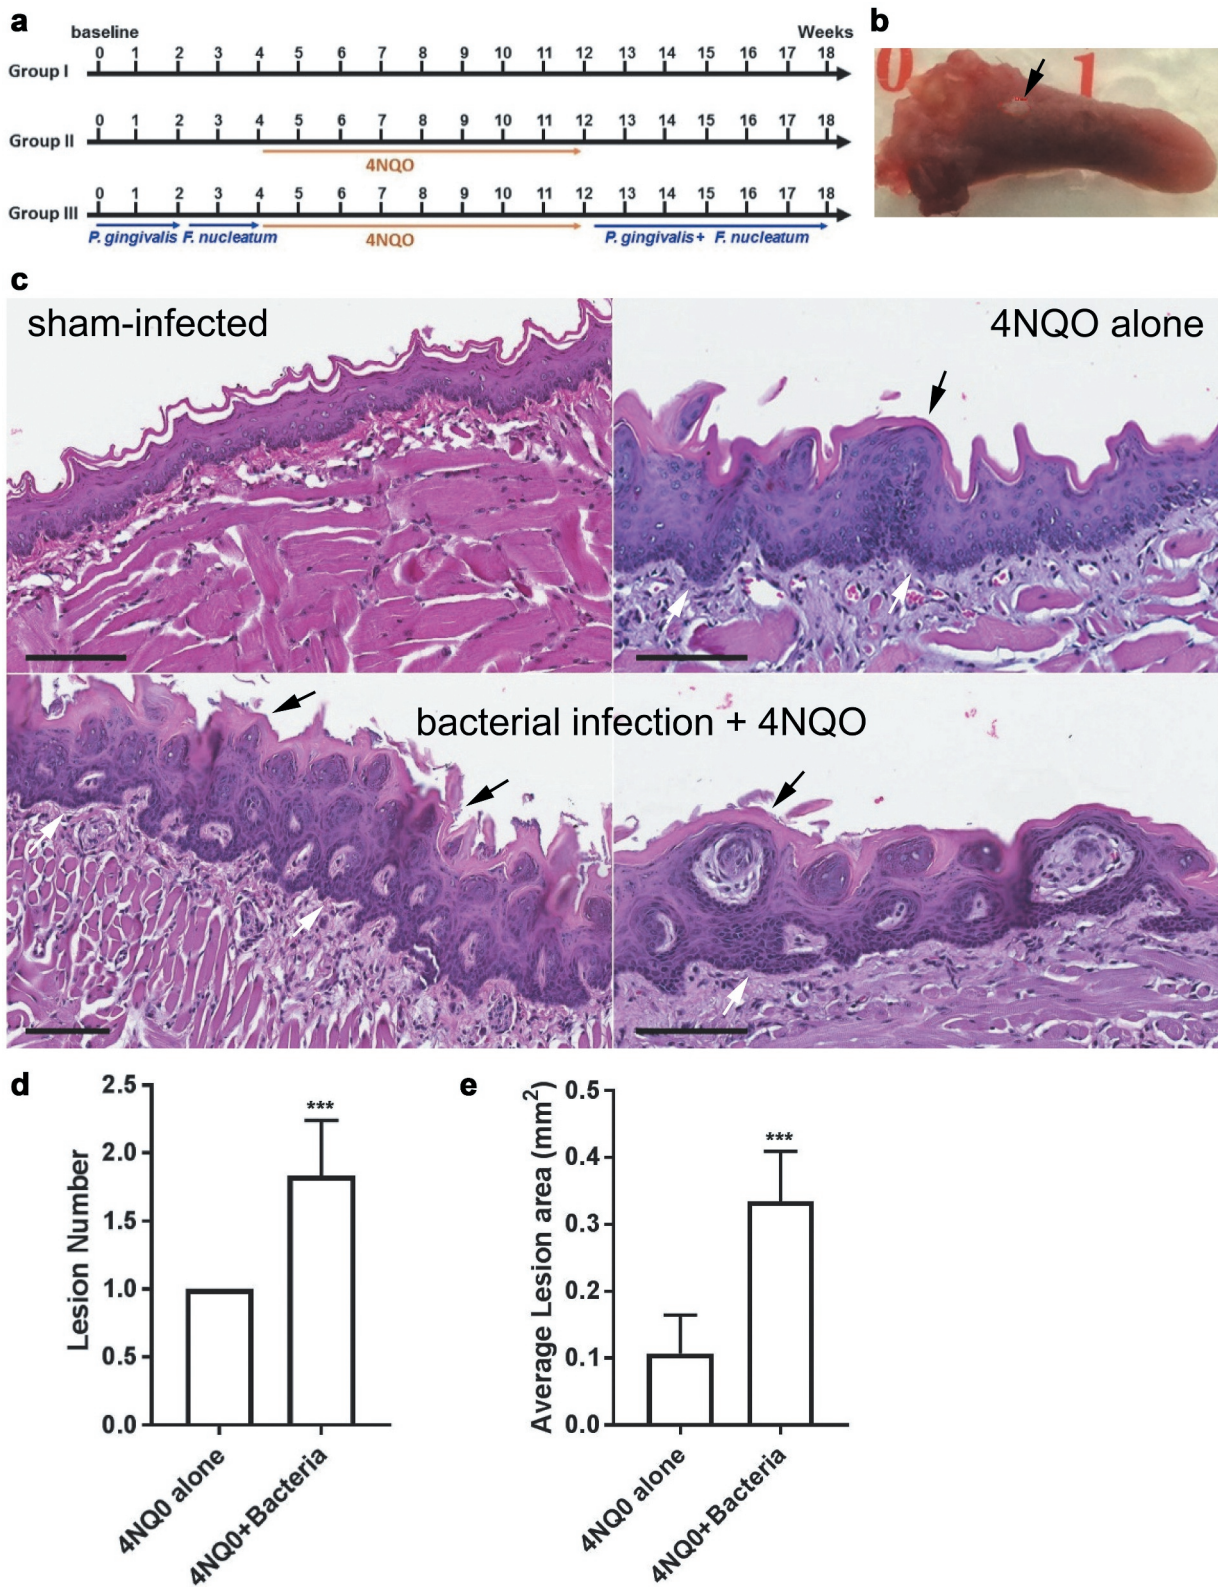 a
baseline Weeks
0 1 2 3 4 5 6 7 8 9 10 11 12 13 14 15 16 17 18
Group I
0 1 2 3 4 5 6 7 8 9 10 11 12 13 14 15 16 17 18
Group II
4NQO
0 1 2 3 4 5 6 7 8 9 10 11 12 13 14 15 16 17 18
Group III
P. gingivalis F. nucleatum 4NQO P. gingivalis + F. nucleatum
b
0 1
c
sham-infected
4NQO alone
bacterial infection + 4NQO
d
Lesion Number
2.5
2.0
1.5
1.0
0.5
0.0
***
4NQ0 alone
4NQ0+Bacteria
e
Average Lesion area (mm2)
0.5
0.4
0.3
0.2
0.1
0.0
***
4NQ0 alone
4NQ0+Bacteria